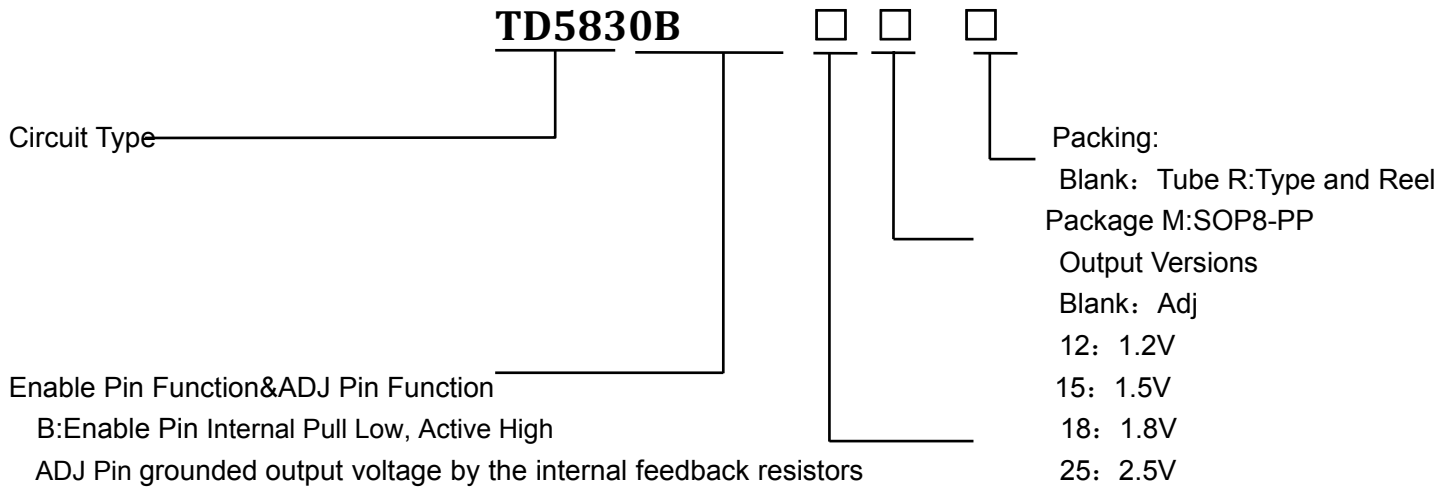 TD5830B □ □ □
Circuit Type
Packing:
Blank：Tube R:Type and Reel
Package M:SOP8-PP
Output Versions
Blank：Adj
12：1.2V
Enable Pin Function&ADJ Pin Function
15：1.5V
B:Enable Pin Internal Pull Low, Active High
18：1.8V
ADJ Pin grounded output voltage by the internal feedback resistors
25：2.5V